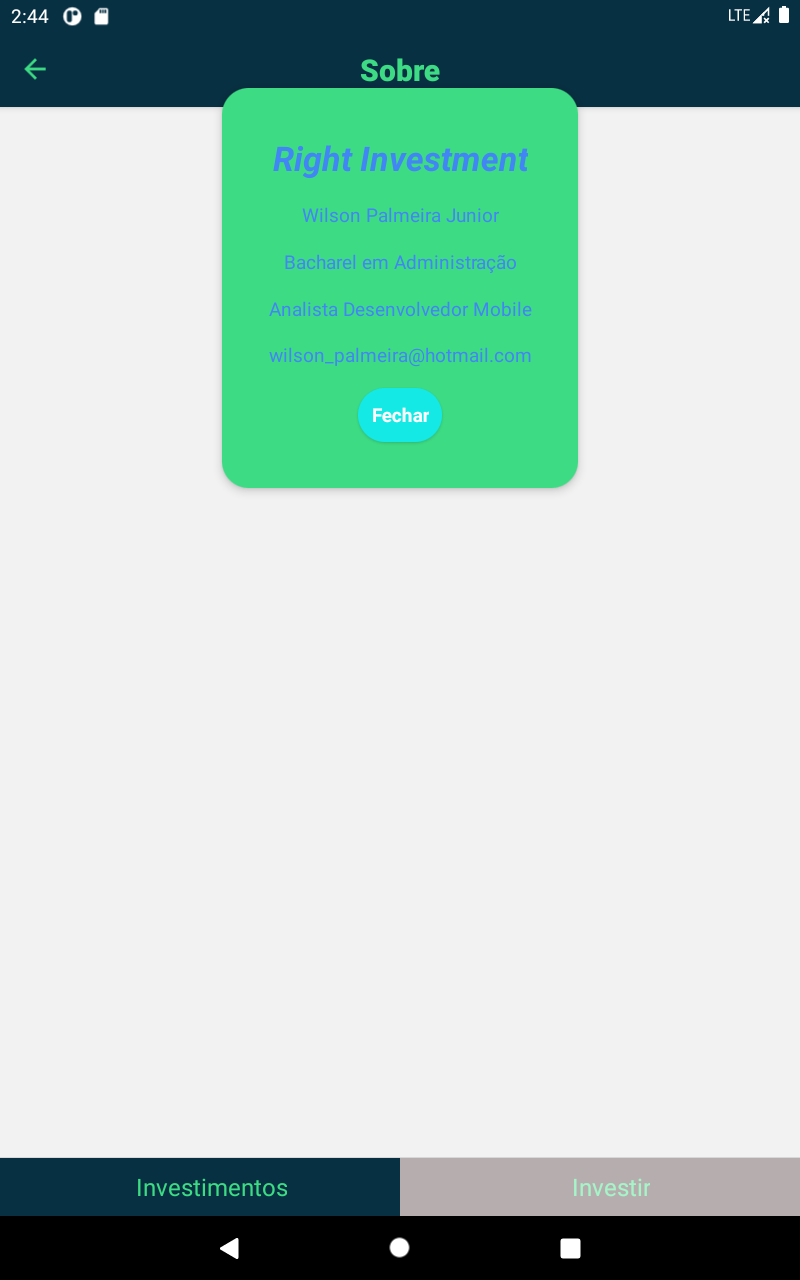 2:44 LTE
Sobre
Right Investment
Wilson Palmeira Junior
Bacharel em Administração
Analista Desenvolvedor Mobile
wilson_palmeira@hotmail.com
Fechar
Investimentos Investir